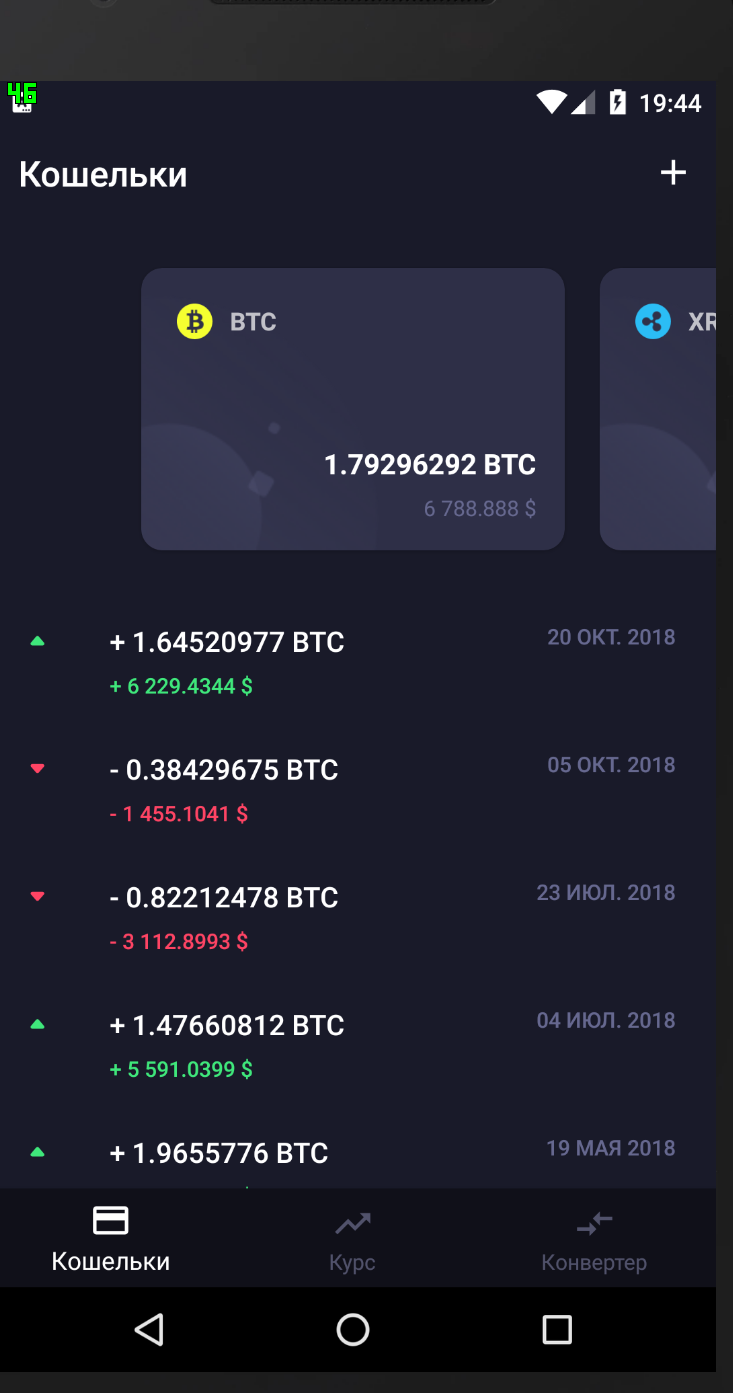 46
19:44
Кошельки
BTC
XR
1.79296292 BTC
6 788.888 $
+ 1.64520977 BTC
20 ОКТ. 2018
+ 6 229.4344 $
- 0.38429675 BTC
05 ОКТ. 2018
- 1 455.1041 $
- 0.82212478 BTC
23 ИЮЛ. 2018
- 3 112.8993 $
+ 1.47660812 BTC
04 ИЮЛ. 2018
+ 5 591.0399 $
+ 1.9655776 BTC
19 МАЯ 2018
Кошельки
Курс
Конвертер